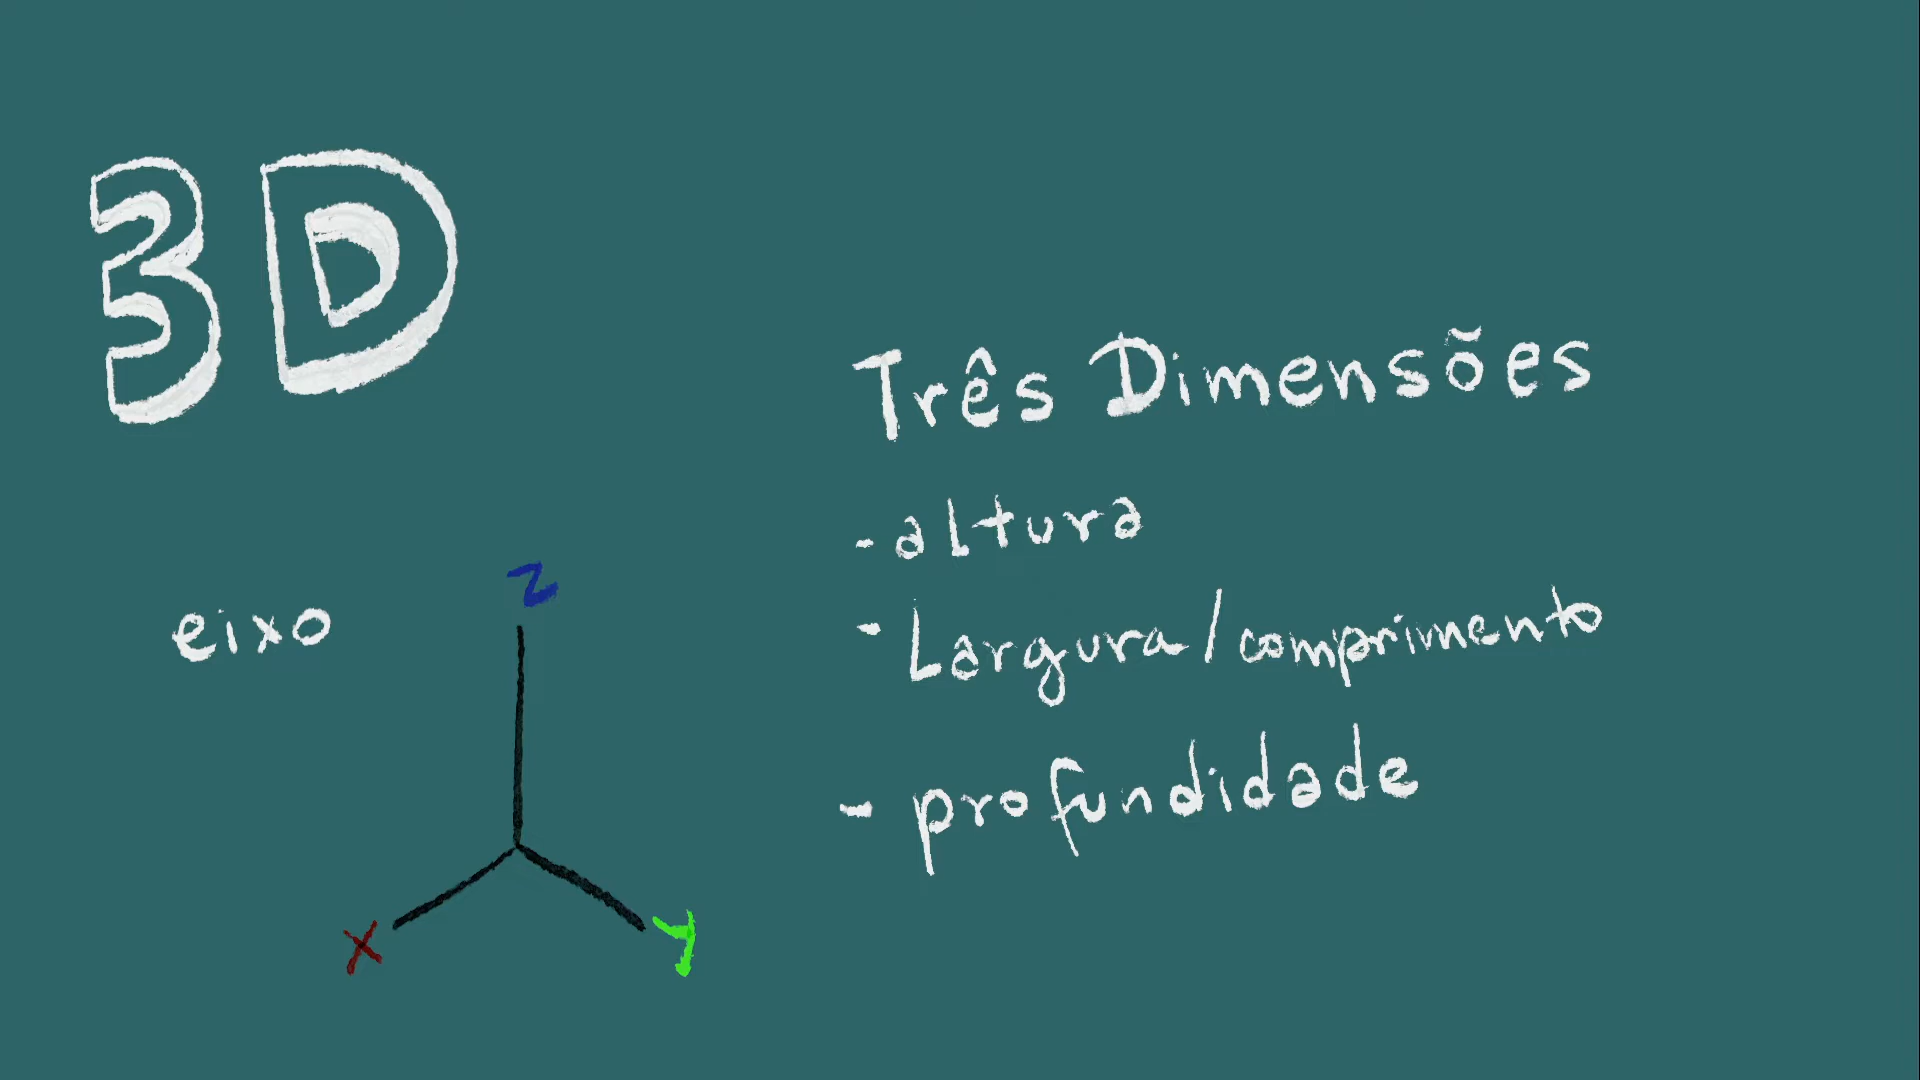 3D
Três Dimensões
- altura
- Largura/comprimento
- profundidade
eixo
z
x
y